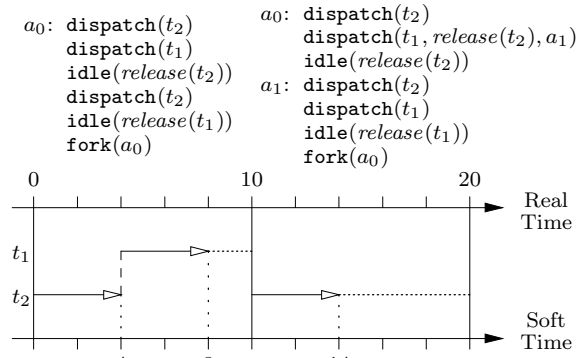 a₀: dispatch(t₂)
dispatch(t₁)
idle(release(t₂))
dispatch(t₂)
idle(release(t₁))
fork(a₀)
a₀: dispatch(t₂)
dispatch(t₁, release(t₂), a₁)
idle(release(t₂))
a₁: dispatch(t₂)
dispatch(t₁)
idle(release(t₁))
fork(a₀)
0 10 20
Real
Time
t₁
t₂
Soft
Time